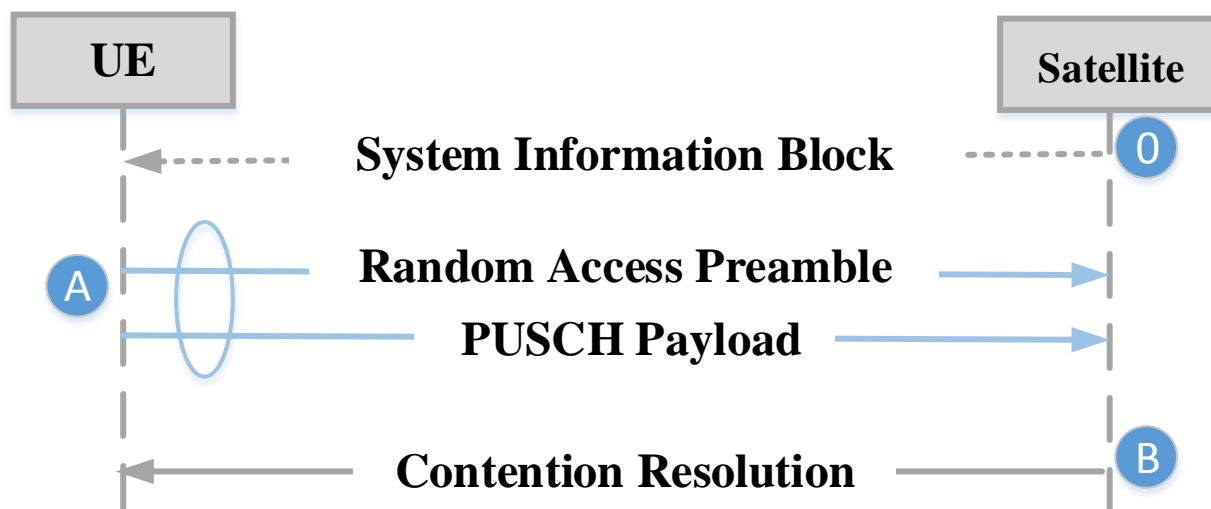 UE
Satellite
System Information Block
0
Random Access Preamble
A
PUSCH Payload
Contention Resolution
B